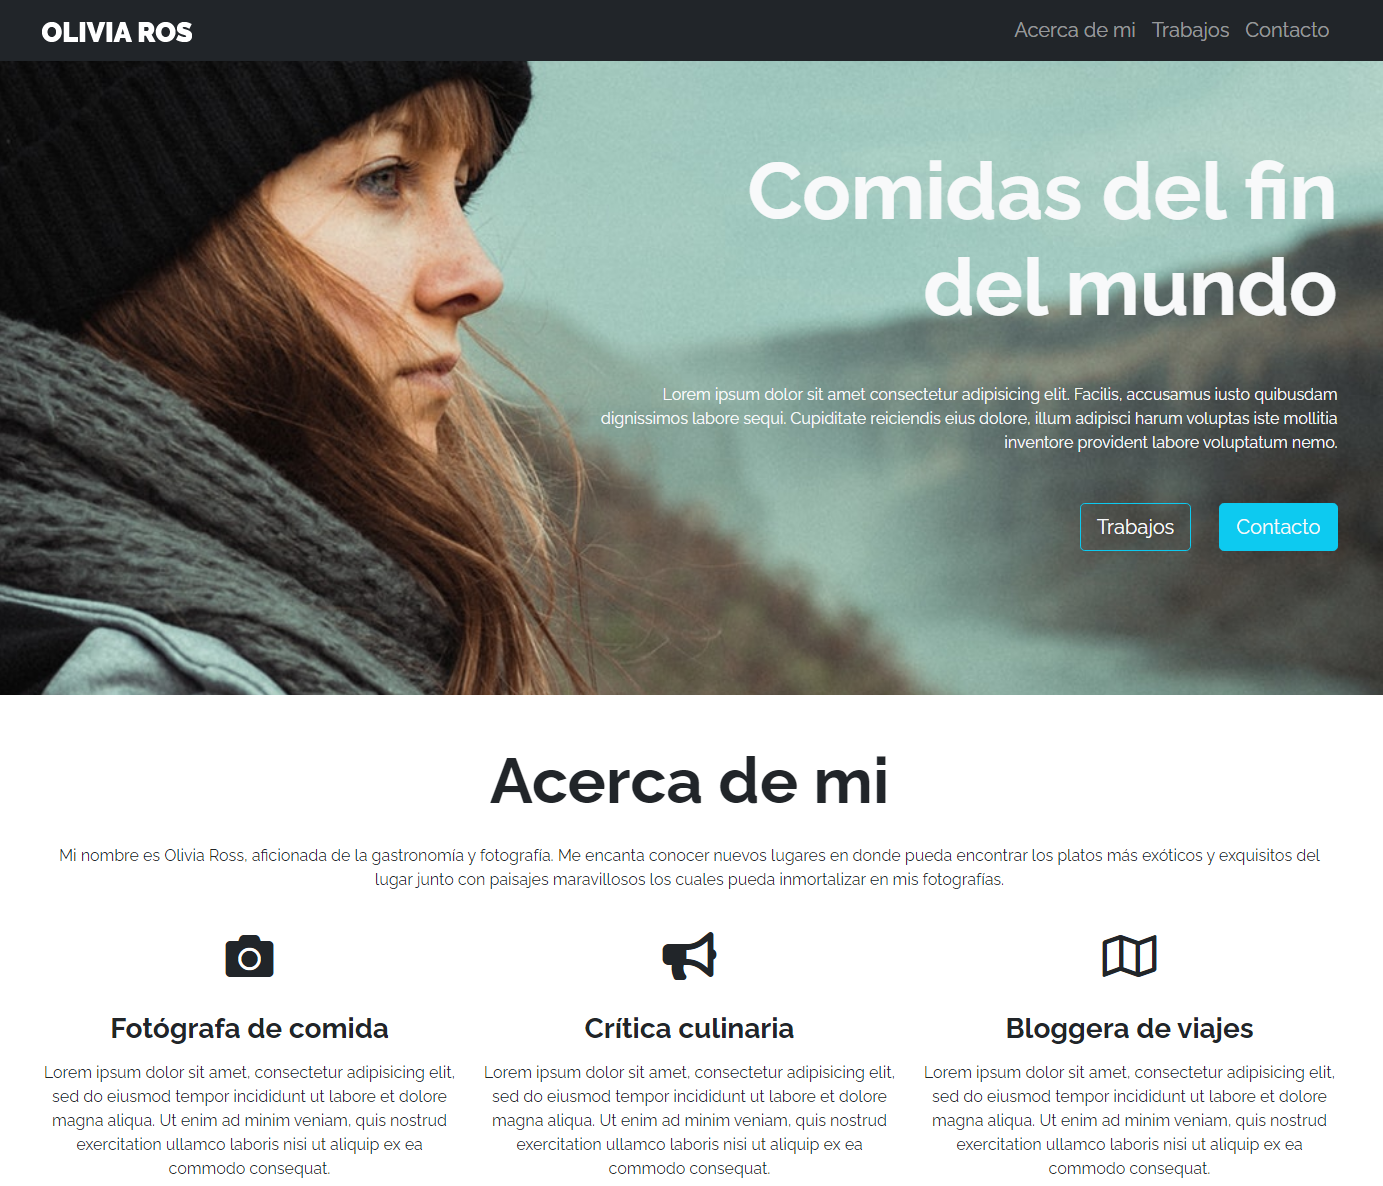 OLIVIA ROS
Acerca de mi Trabajos Contacto
Comidas del fin
del mundo
Lorem ipsum dolor sit amet consectetur adipisicing elit. Facilis, accusamus iusto quibusdam
dignissimos labore sequi. Cupiditate reiciendis eius dolore, illum adipisci harum voluptas iste mollitia
inventore provident labore voluptatum nemo.
Trabajos Contacto
Acerca de mi
Mi nombre es Olivia Ross, aficionada de la gastronomía y fotografía. Me encanta conocer nuevos lugares en donde pueda encontrar los platos más exóticos y exquisitos del
lugar junto con paisajes maravillosos los cuales pueda inmortalizar en mis fotografías.
Fotógrafa de comida
Lorem ipsum dolor sit amet, consectetur adipisicing elit,
sed do eiusmod tempor incididunt ut labore et dolore
magna aliqua. Ut enim ad minim veniam, quis nostrud
exercitation ullamco laboris nisi ut aliquip ex ea
commodo consequat.
Crítica culinaria
Lorem ipsum dolor sit amet, consectetur adipisicing elit,
sed do eiusmod tempor incididunt ut labore et dolore
magna aliqua. Ut enim ad minim veniam, quis nostrud
exercitation ullamco laboris nisi ut aliquip ex ea
commodo consequat.
Bloggera de viajes
Lorem ipsum dolor sit amet, consectetur adipisicing elit,
sed do eiusmod tempor incididunt ut labore et dolore
magna aliqua. Ut enim ad minim veniam, quis nostrud
exercitation ullamco laboris nisi ut aliquip ex ea
commodo consequat.